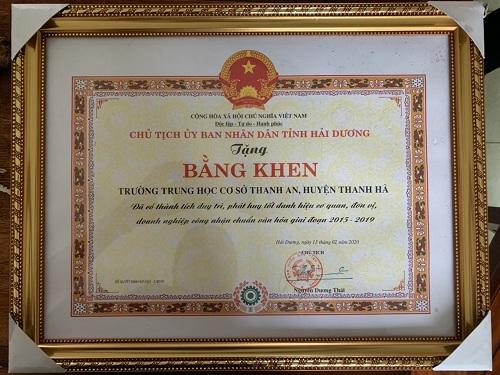 CỘNG HÒA XÃ HỘI CHỦ NGHĨA VIỆT NAM
Độc lập - Tự do - Hạnh phúc
CHỦ TỊCH ỦY BAN NHÂN DÂN TỈNH HẢI DƯƠNG
Tặng
BẰNG KHEN
TRƯỜNG TRUNG HỌC CƠ SỞ THANH AN, HUYỆN THANH HÀ
Đã có thành tích duy trì, phát huy tốt danh hiệu cơ quan, đơn vị,
doanh nghiệp công nhận chuẩn văn hóa giai đoạn 2015 - 2019
Hải Dương, ngày 13 tháng 02 năm 2020
CHỦ TỊCH
Nguyễn Dương Thái